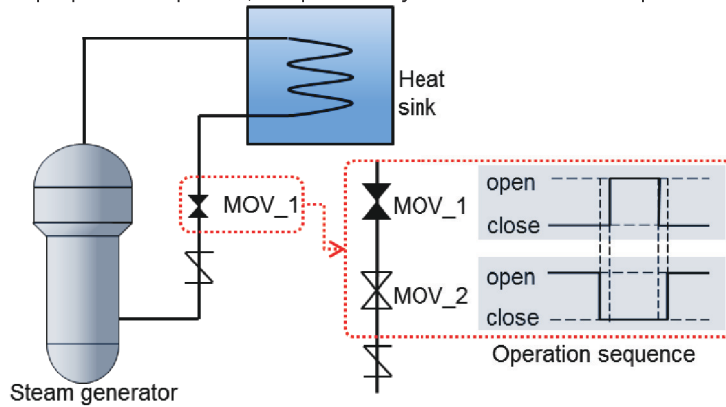 Heat
sink
MOV_1
MOV_1
open
close
MOV_2
open
close
Operation sequence
Steam generator